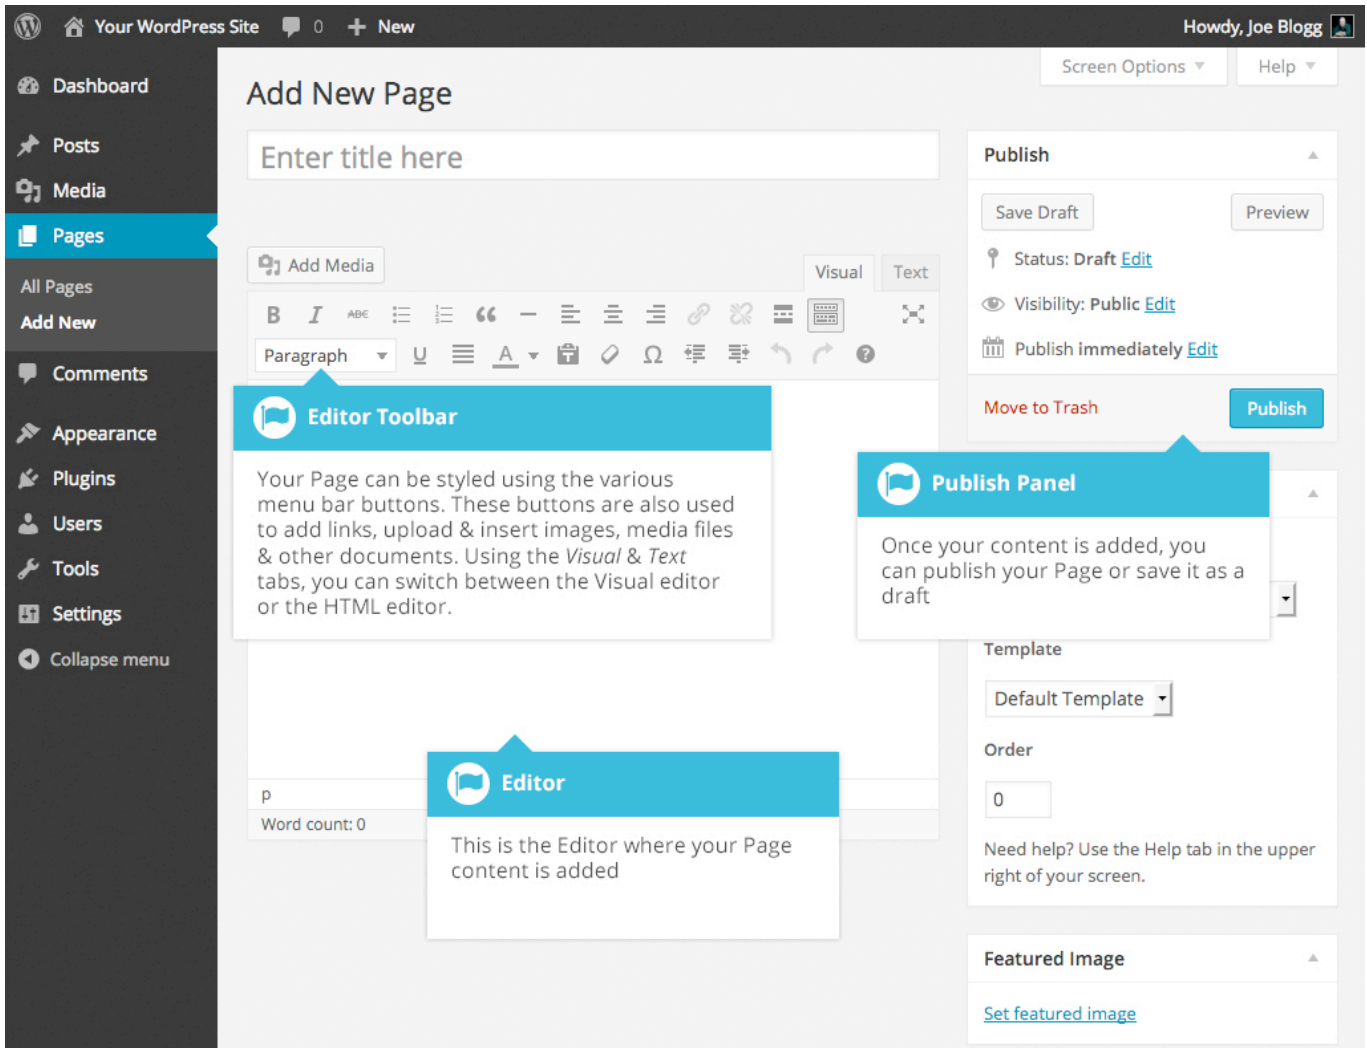 Your WordPress Site 0 New
Howdy, Joe Blogg
Screen Options
Help
Dashboard
Posts
Media
Pages
All Pages
Add New
Comments
Appearance
Plugins
Users
Tools
Settings
Collapse menu
Add New Page
Enter title here
Add Media
Visual
Text
B I ABC
Paragraph U A T Ω ?
Editor Toolbar
Your Page can be styled using the various
menu bar buttons. These buttons are also used
to add links, upload & insert images, media files
& other documents. Using the Visual & Text
tabs, you can switch between the Visual editor
or the HTML editor.
Editor
This is the Editor where your Page
content is added
p
Word count: 0
Publish
Save Draft
Preview
Status: Draft Edit
Visibility: Public Edit
Publish immediately Edit
Move to Trash
Publish
Publish Panel
Once your content is added, you
can publish your Page or save it as a
draft
Template
Default Template
Order
0
Need help? Use the Help tab in the upper
right of your screen.
Featured Image
Set featured image